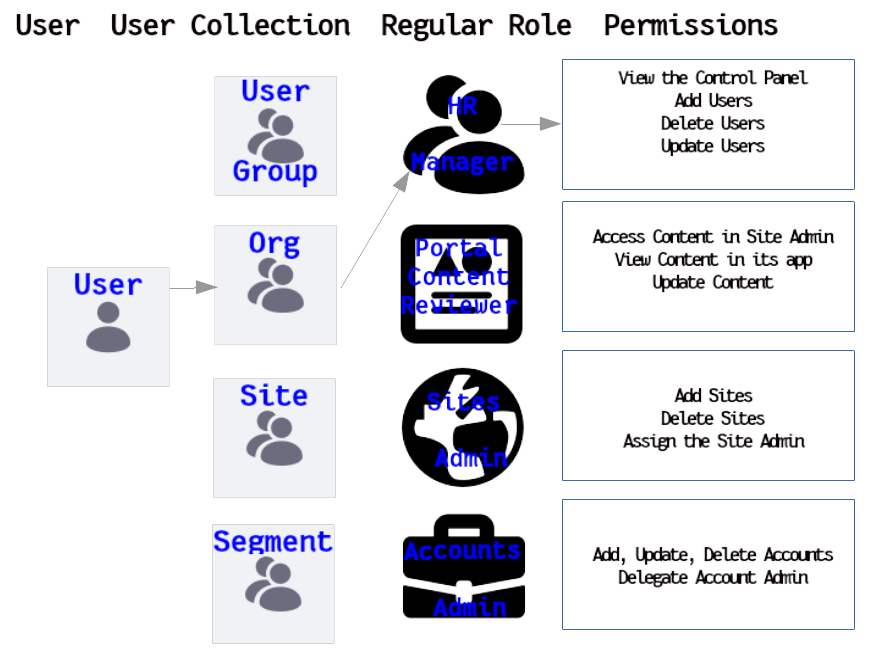 User User Collection Regular Role Permissions
User
Group
HR
Manager
View the Control Panel
Add Users
Delete Users
Update Users
User
Org
Portal
Content
Reviewer
Access Content in Site Admin
View Content in its app
Update Content
Site
Sites
Admin
Add Sites
Delete Sites
Assign the Site Admin
Segment
Accounts
Admin
Add, Update, Delete Accounts
Delegate Account Admin